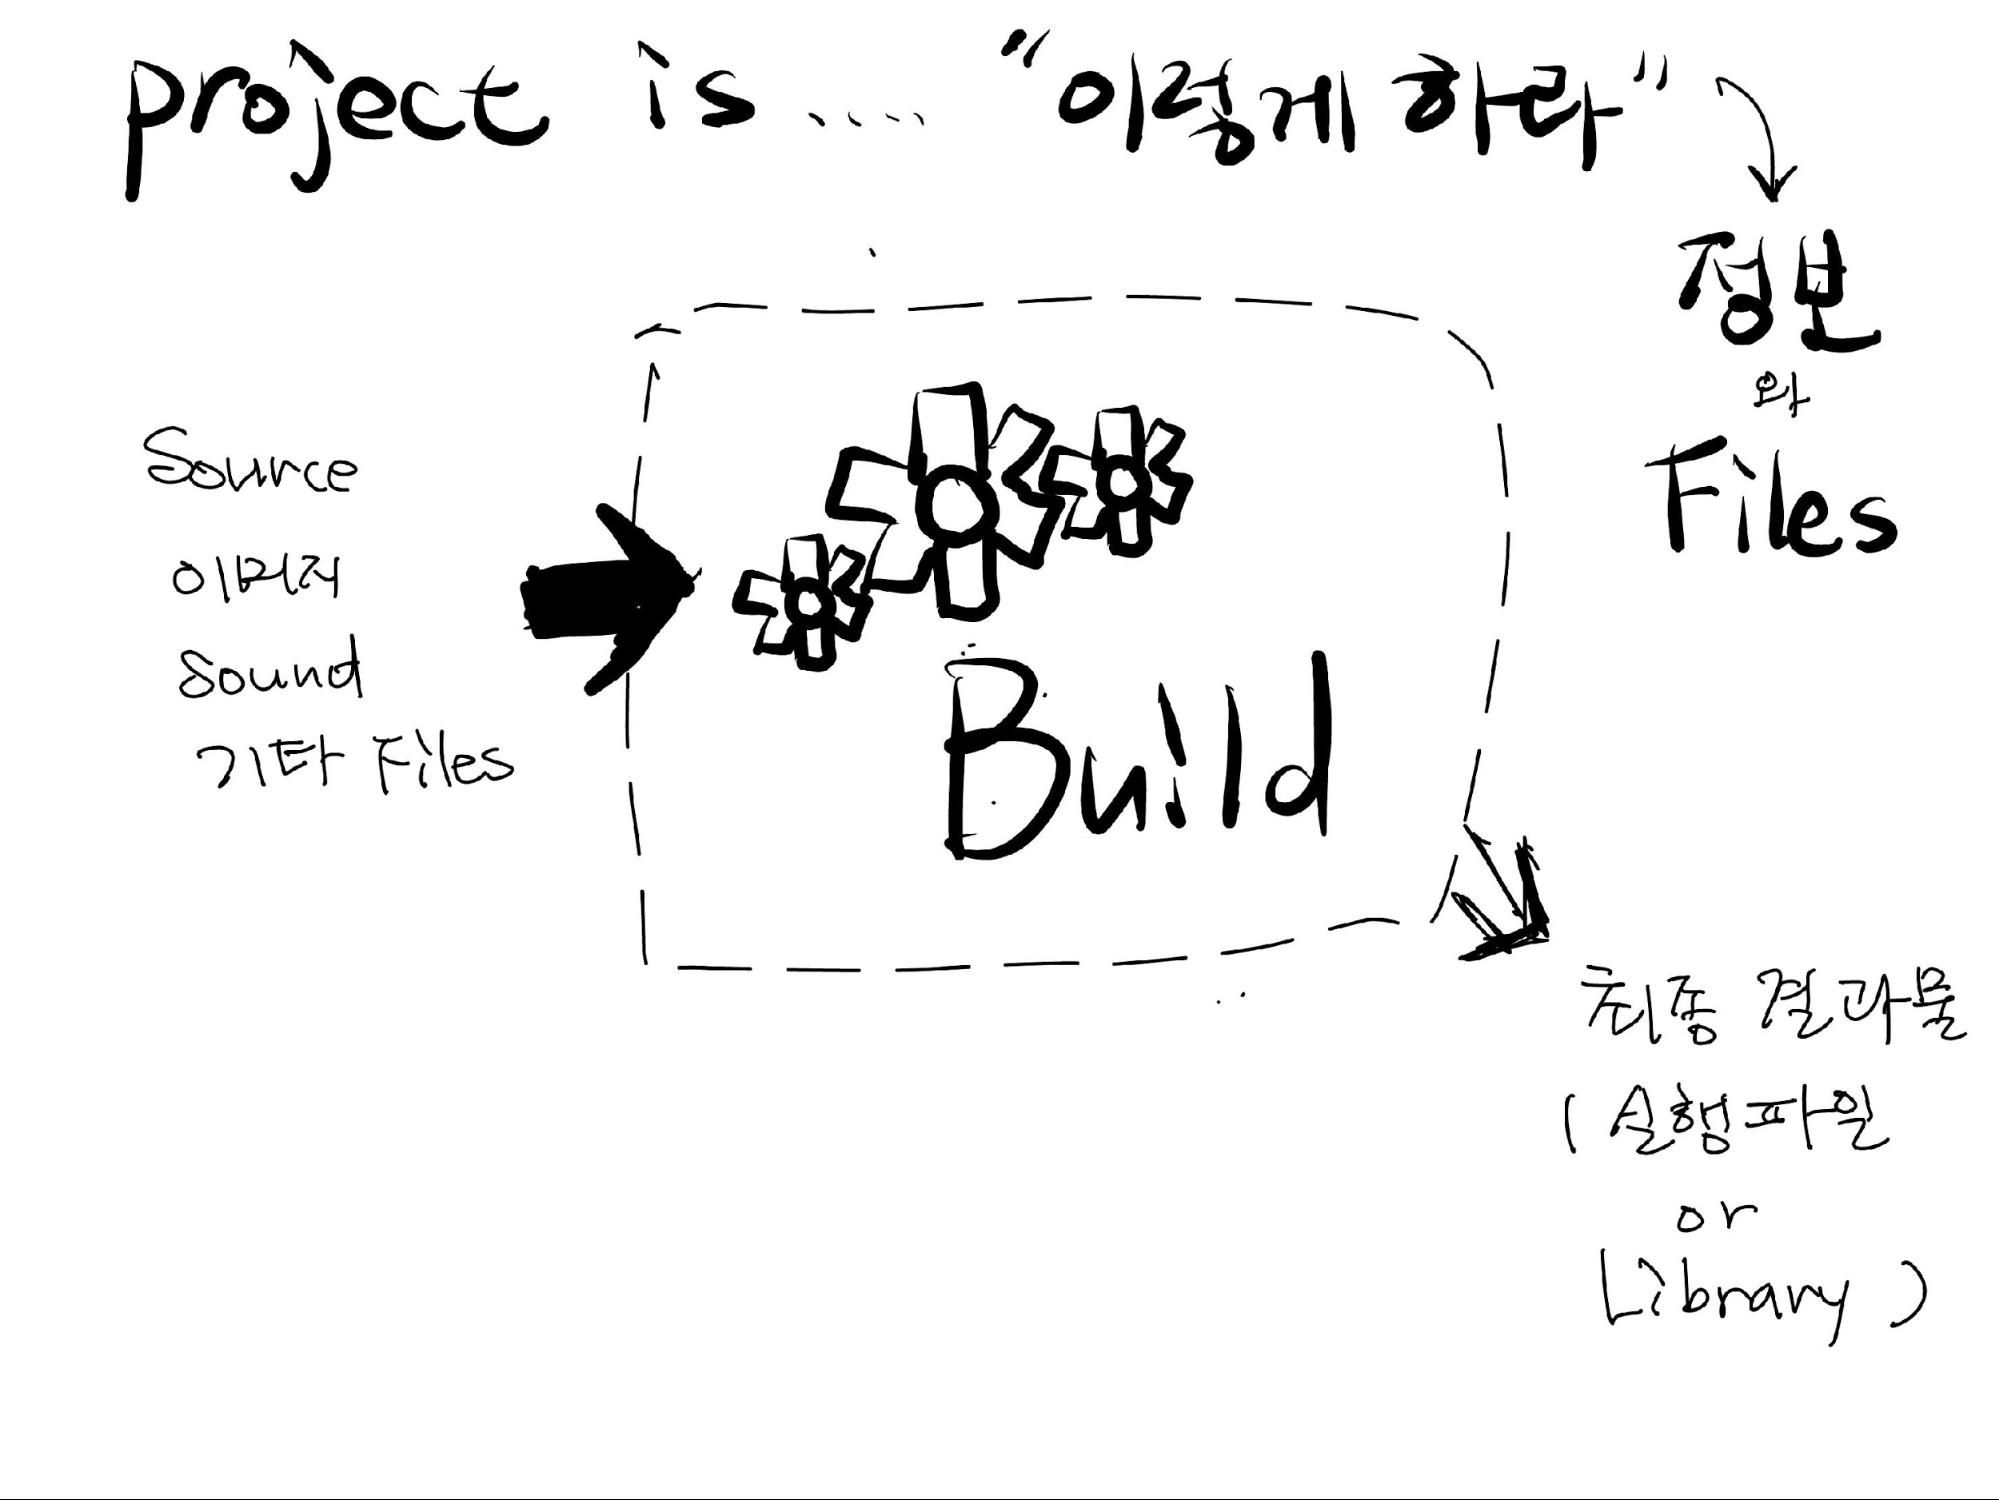 project is ..... "이렇게 하라"
정보
와
Files
Source
이미지
Sound
기타 Files
Build
최종 결과물
( 실행파일
or
Library )